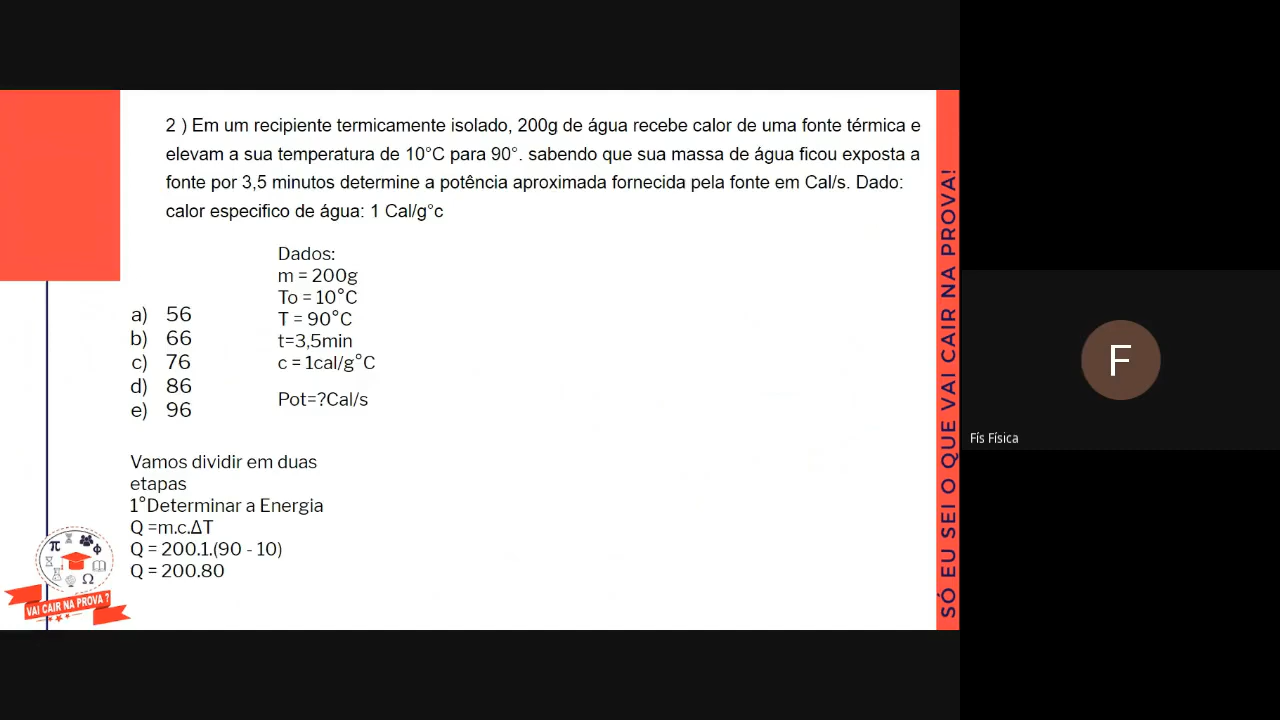 2 ) Em um recipiente termicamente isolado, 200g de água recebe calor de uma fonte térmica e
elevam a sua temperatura de 10°C para 90°. sabendo que sua massa de água ficou exposta a
fonte por 3,5 minutos determine a potência aproximada fornecida pela fonte em Cal/s. Dado:
calor especifico de água: 1 Cal/g°c
Dados:
m = 200g
To = 10°C
T = 90°C
t=3,5min
c = 1cal/g°C
Pot=?Cal/s
a) 56
b) 66
c) 76
d) 86
e) 96
Vamos dividir em duas
etapas
1°Determinar a Energia
Q =m.c.ΔT
Q = 200.1.(90 - 10)
Q = 200.80
π
Φ
Ω
VAI CAIR NA PROVA ?
SÓ EU SEI O QUE VAI CAIR NA PROVA!
F
Fís Física